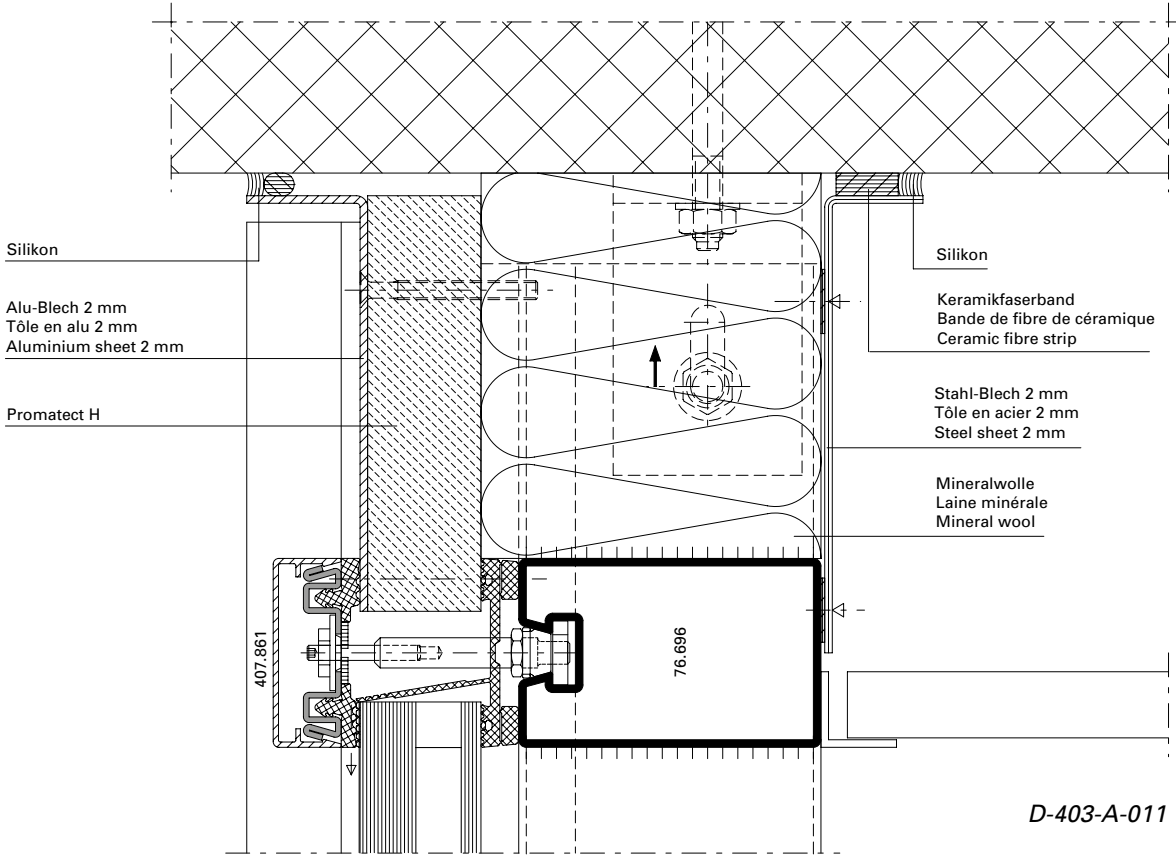 Silikon
Alu-Blech 2 mm
Tôle en alu 2 mm
Aluminium sheet 2 mm
Promatect H
Silikon
Keramikfaserband
Bande de fibre de céramique
Ceramic fibre strip
Stahl-Blech 2 mm
Tôle en acier 2 mm
Steel sheet 2 mm
Mineralwolle
Laine minérale
Mineral wool
407.861
76.696
D-403-A-011